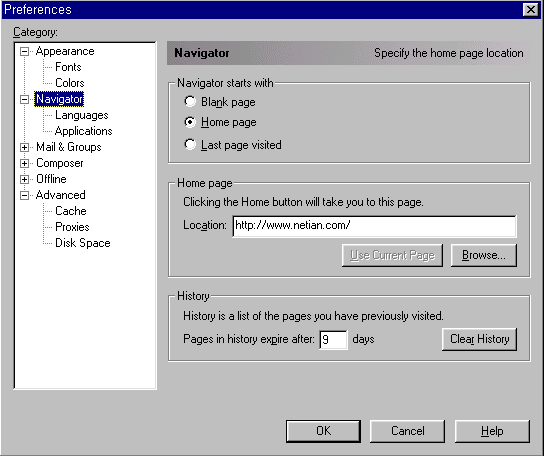 Preferences
Category:
Appearance
Fonts
Colors
Navigator
Languages
Applications
Mail & Groups
Composer
Offline
Advanced
Cache
Proxies
Disk Space
Navigator
Specify the home page location
Navigator starts with
Blank page
Home page
Last page visited
Home page
Clicking the Home button will take you to this page.
Location: http://www.netian.com/
Use Current Page
Browse...
History
History is a list of the pages you have previously visited.
Pages in history expire after: 9 days
Clear History
OK
Cancel
Help